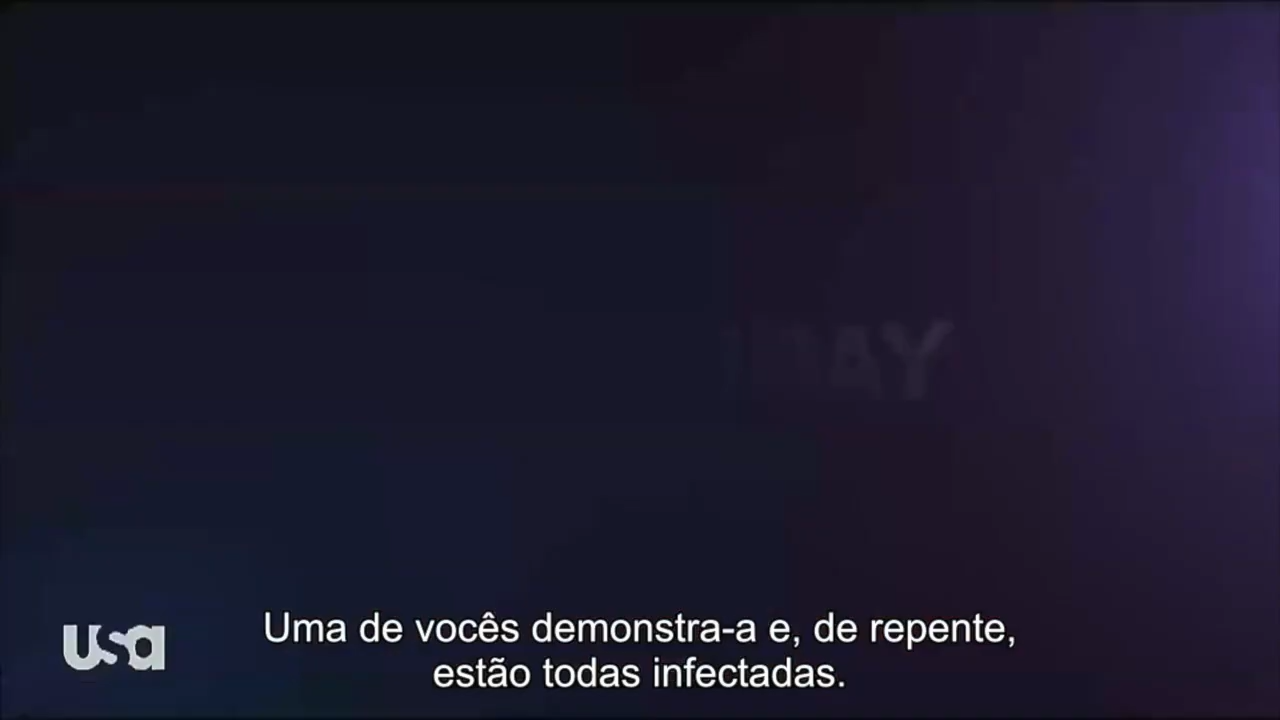 usa
Uma de vocês demonstra-a e, de repente,
estão todas infectadas.